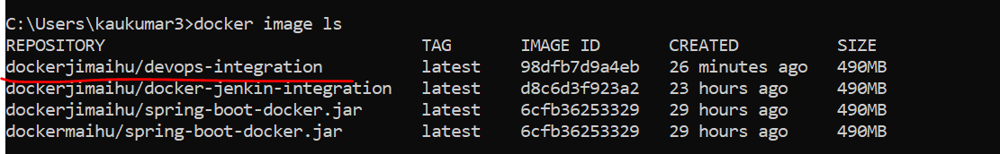 C:\Users\kaukumar3>docker image ls
REPOSITORY TAG IMAGE ID CREATED SIZE
dockerjimaihu/devops-integration latest 98dfb7d9a4eb 26 minutes ago 490MB
dockerjimaihu/docker-jenkin-integration latest d8c6d3f923a2 23 hours ago 490MB
dockerjimaihu/spring-boot-docker.jar latest 6cfb36253329 29 hours ago 490MB
dockermaihu/spring-boot-docker.jar latest 6cfb36253329 29 hours ago 490MB